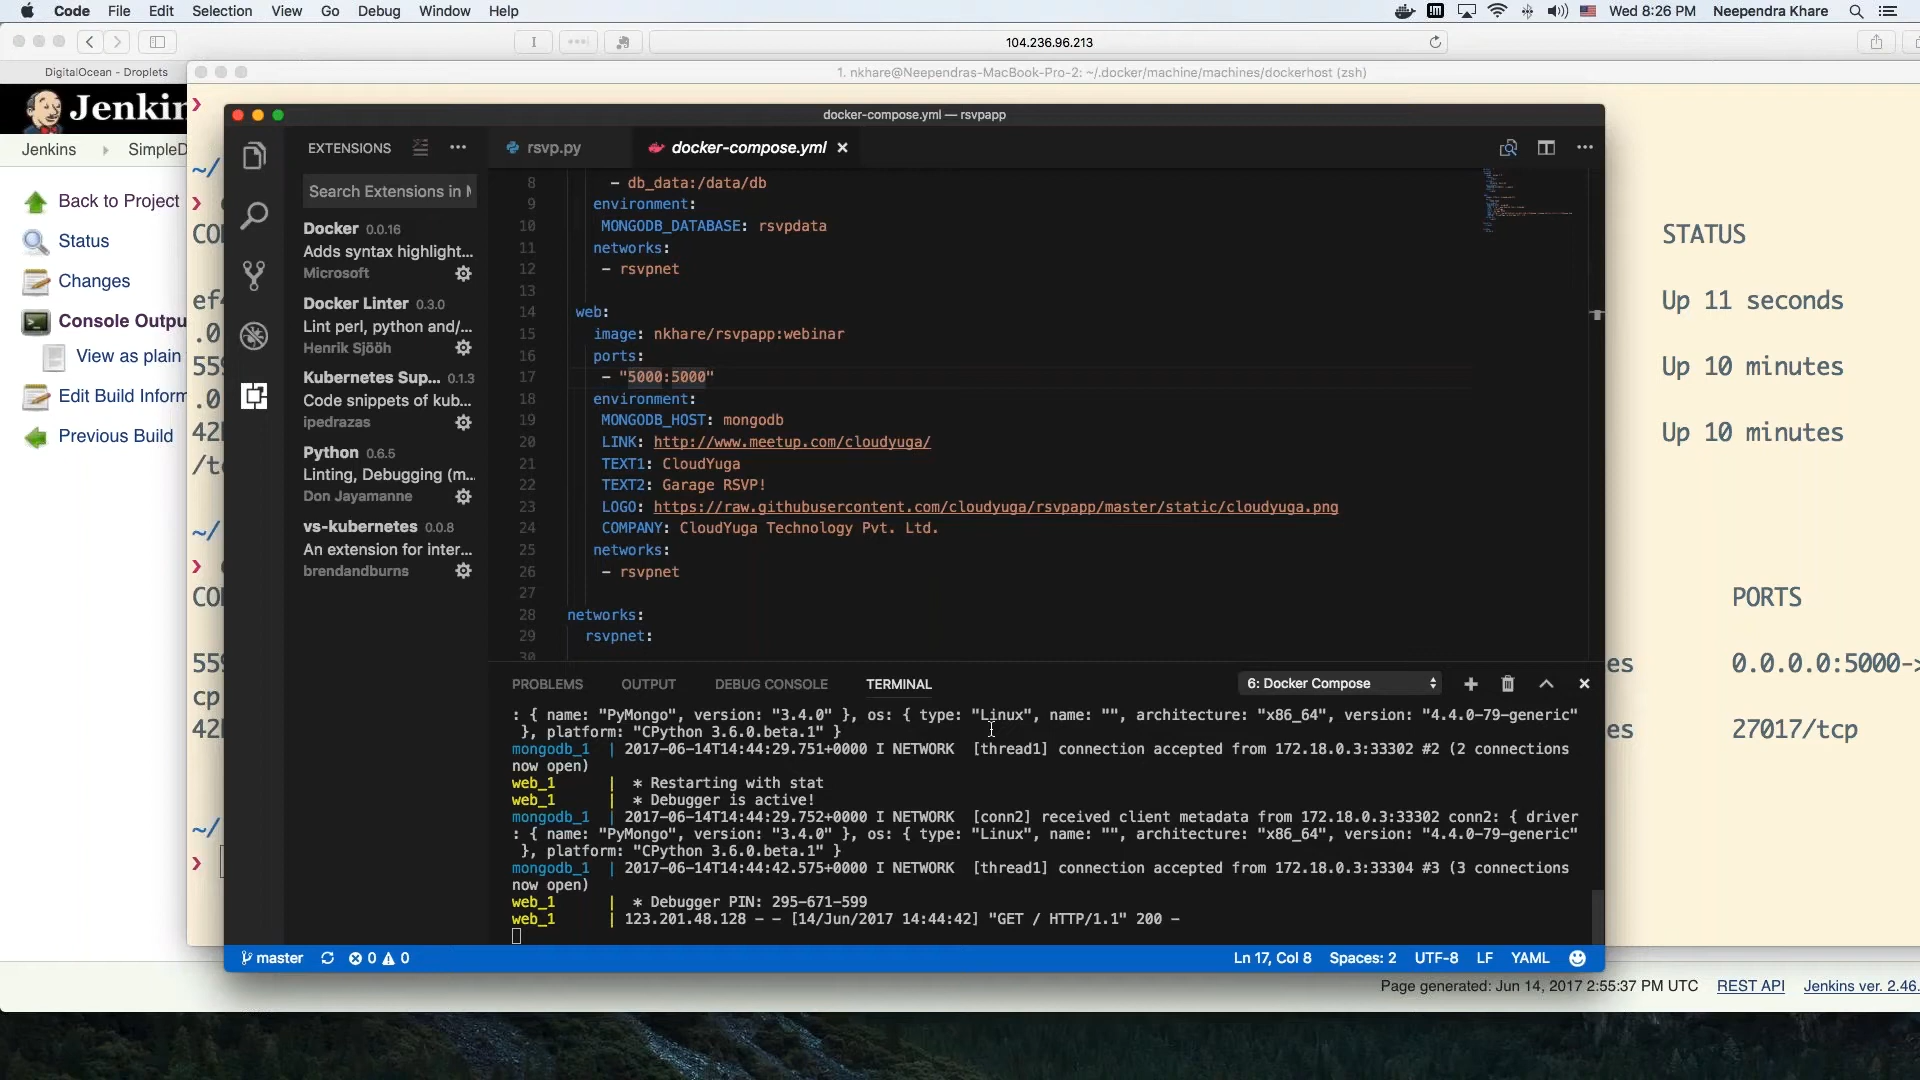 Code File Edit Selection View Go Debug Window Help Wed 8:26 PM Neependra Khare
104.236.96.213
DigitalOcean - Droplets
1. nkhare@Neependras-MacBook-Pro-2: ~/.docker/machine/machines/dockerhost (zsh)
Jenkin
Jenkins SimpleD
Back to Project
Status
Changes
Console Outpu
View as plain
Edit Build Inform
Previous Build
~/
❯
❯
CO
ef4
.0
559
.0
42
/t
~/
❯
CO
559
cp
42
~/
❯
docker-compose.yml — rsvpapp
EXTENSIONS
Search Extensions in M
Docker 0.0.16
Adds syntax highlight...
Microsoft
Docker Linter 0.3.0
Lint perl, python and/...
Henrik Sjööh
Kubernetes Sup... 0.1.3
Code snippets of kub...
ipedrazas
Python 0.6.5
Linting, Debugging (m...
Don Jayamanne
vs-kubernetes 0.0.8
An extension for inter...
brendandburns
rsvp.py docker-compose.yml
8 - db_data:/data/db
9 environment:
10 MONGODB_DATABASE: rsvpdata
11 networks:
12 - rsvpnet
13
14 web:
15 image: nkhare/rsvpapp:webinar
16 ports:
17 - "5000:5000"
18 environment:
19 MONGODB_HOST: mongodb
20 LINK: http://www.meetup.com/cloudyuga/
21 TEXT1: CloudYuga
22 TEXT2: Garage RSVP!
23 LOGO: https://raw.githubusercontent.com/cloudyuga/rsvpapp/master/static/cloudyuga.png
24 COMPANY: CloudYuga Technology Pvt. Ltd.
25 networks:
26 - rsvpnet
27
28 networks:
29 rsvpnet:
30
PROBLEMS OUTPUT DEBUG CONSOLE TERMINAL 6: Docker Compose
: { name: "PyMongo", version: "3.4.0" }, os: { type: "Linux", name: "", architecture: "x86_64", version: "4.4.0-79-generic"
}, platform: "CPython 3.6.0.beta.1" }
mongodb_1 | 2017-06-14T14:44:29.751+0000 I NETWORK [thread1] connection accepted from 172.18.0.3:33302 #2 (2 connections
now open)
web_1 | * Restarting with stat
web_1 | * Debugger is active!
mongodb_1 | 2017-06-14T14:44:29.752+0000 I NETWORK [conn2] received client metadata from 172.18.0.3:33302 conn2: { driver
: { name: "PyMongo", version: "3.4.0" }, os: { type: "Linux", name: "", architecture: "x86_64", version: "4.4.0-79-generic"
}, platform: "CPython 3.6.0.beta.1" }
mongodb_1 | 2017-06-14T14:44:42.575+0000 I NETWORK [thread1] connection accepted from 172.18.0.3:33304 #3 (3 connections
now open)
web_1 | * Debugger PIN: 295-671-599
web_1 | 123.201.48.128 - - [14/Jun/2017 14:44:42] "GET / HTTP/1.1" 200 -
master 0 0 Ln 17, Col 8 Spaces: 2 UTF-8 LF YAML
STATUS
Up 11 seconds
Up 10 minutes
Up 10 minutes
PORTS
es 0.0.0.0:5000->
es 27017/tcp
Page generated: Jun 14, 2017 2:55:37 PM UTC REST API Jenkins ver. 2.46.